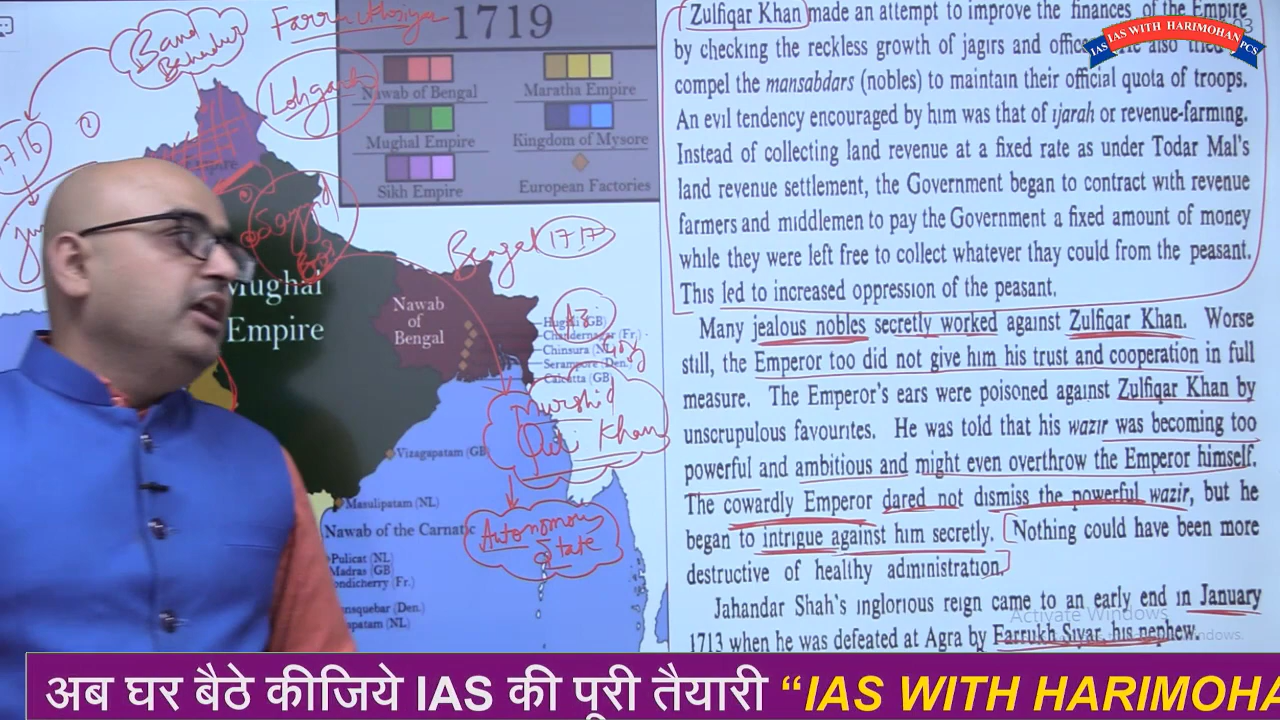 Farrukhsiyar
1719
Banda
Bahadur
Lohgarh
Nawab of Bengal
Maratha Empire
Mughal Empire
Kingdom of Mysore
Sikh Empire
European Factories
1716
①
Sayyid
Bengal 1717
Mughal
Empire
Nawab
of
Bengal
Hughli (GB)
Chandernagar (Fr.)
Chinsura (NL)
Serampore (Den.)
Calcutta (GB)
Murshid
Quli Khan
Vizagapatam (GB)
Masulipatam (NL)
Nawab of the Carnatic
Autonomous
State
Pulicat (NL)
Madras (GB)
ondicherry (Fr.)
nsquebar (Den.)
apatam (NL)
IAS WITH HARIMOHAN
IAS
PCS
Zulfiqar Khan made an attempt to improve the finances of the Empire
by checking the reckless growth of jagirs and offic
compel the mansabdars (nobles) to maintain their official quota of troops.
An evil tendency encouraged by him was that of ijarah or revenue-farming.
Instead of collecting land revenue at a fixed rate as under Todar Mal's
land revenue settlement, the Government began to contract with revenue
farmers and middlemen to pay the Government a fixed amount of money
while they were left free to collect whatever thay could from the peasant.
This led to increased oppression of the peasant.
Many jealous nobles secretly worked against Zulfiqar Khan. Worse
still, the Emperor too did not give him his trust and cooperation in full
measure. The Emperor's ears were poisoned against Zulfiqar Khan by
unscrupulous favourites. He was told that his wazir was becoming too
powerful and ambitious and might even overthrow the Emperor himself.
The cowardly Emperor dared not dismiss the powerful wazir, but he
began to intrigue against him secretly. Nothing could have been more
destructive of healthy administration.
Jahandar Shah's inglorious reign came to an early end in January
1713 when he was defeated at Agra by Farrukh Siyar his nephew.
Activate Windows
अब घर बैठे कीजिये IAS की पूरी तैयारी “IAS WITH HARIMOHA